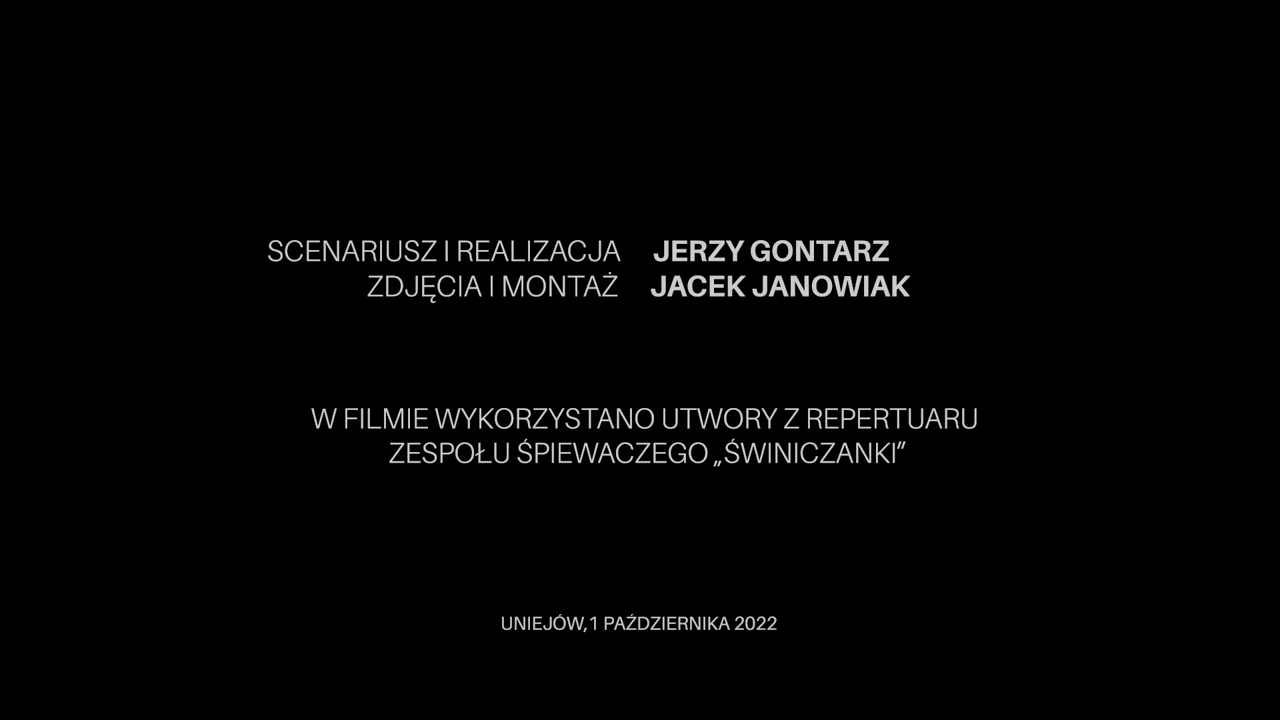 SCENARIUSZ I REALIZACJA JERZY GONTARZ
ZDJĘCIA I MONTAŻ JACEK JANOWIAK
W FILMIE WYKORZYSTANO UTWORY Z REPERTUARU
ZESPOŁU ŚPIEWACZEGO „ŚWINICZANKI”
UNIEJÓW, 1 PAŹDZIERNIKA 2022